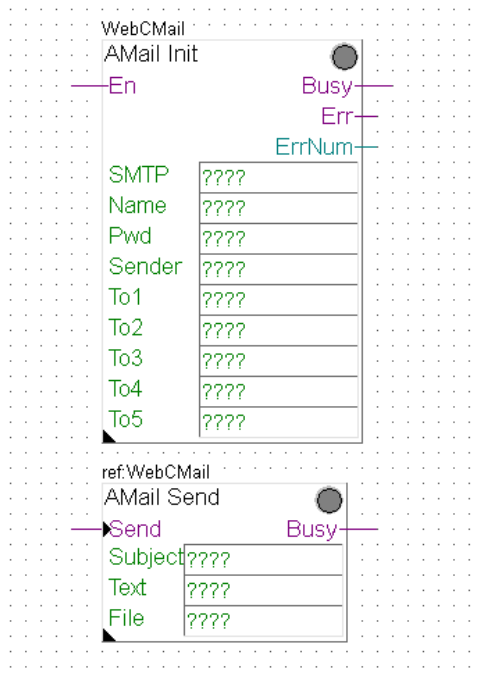 WebCMail
AMail Init
En Busy
Err
ErrNum
SMTP ????
Name ????
Pwd ????
Sender ????
To1 ????
To2 ????
To3 ????
To4 ????
To5 ????
ref:WebCMail
AMail Send
Send Busy
Subject ????
Text ????
File ????